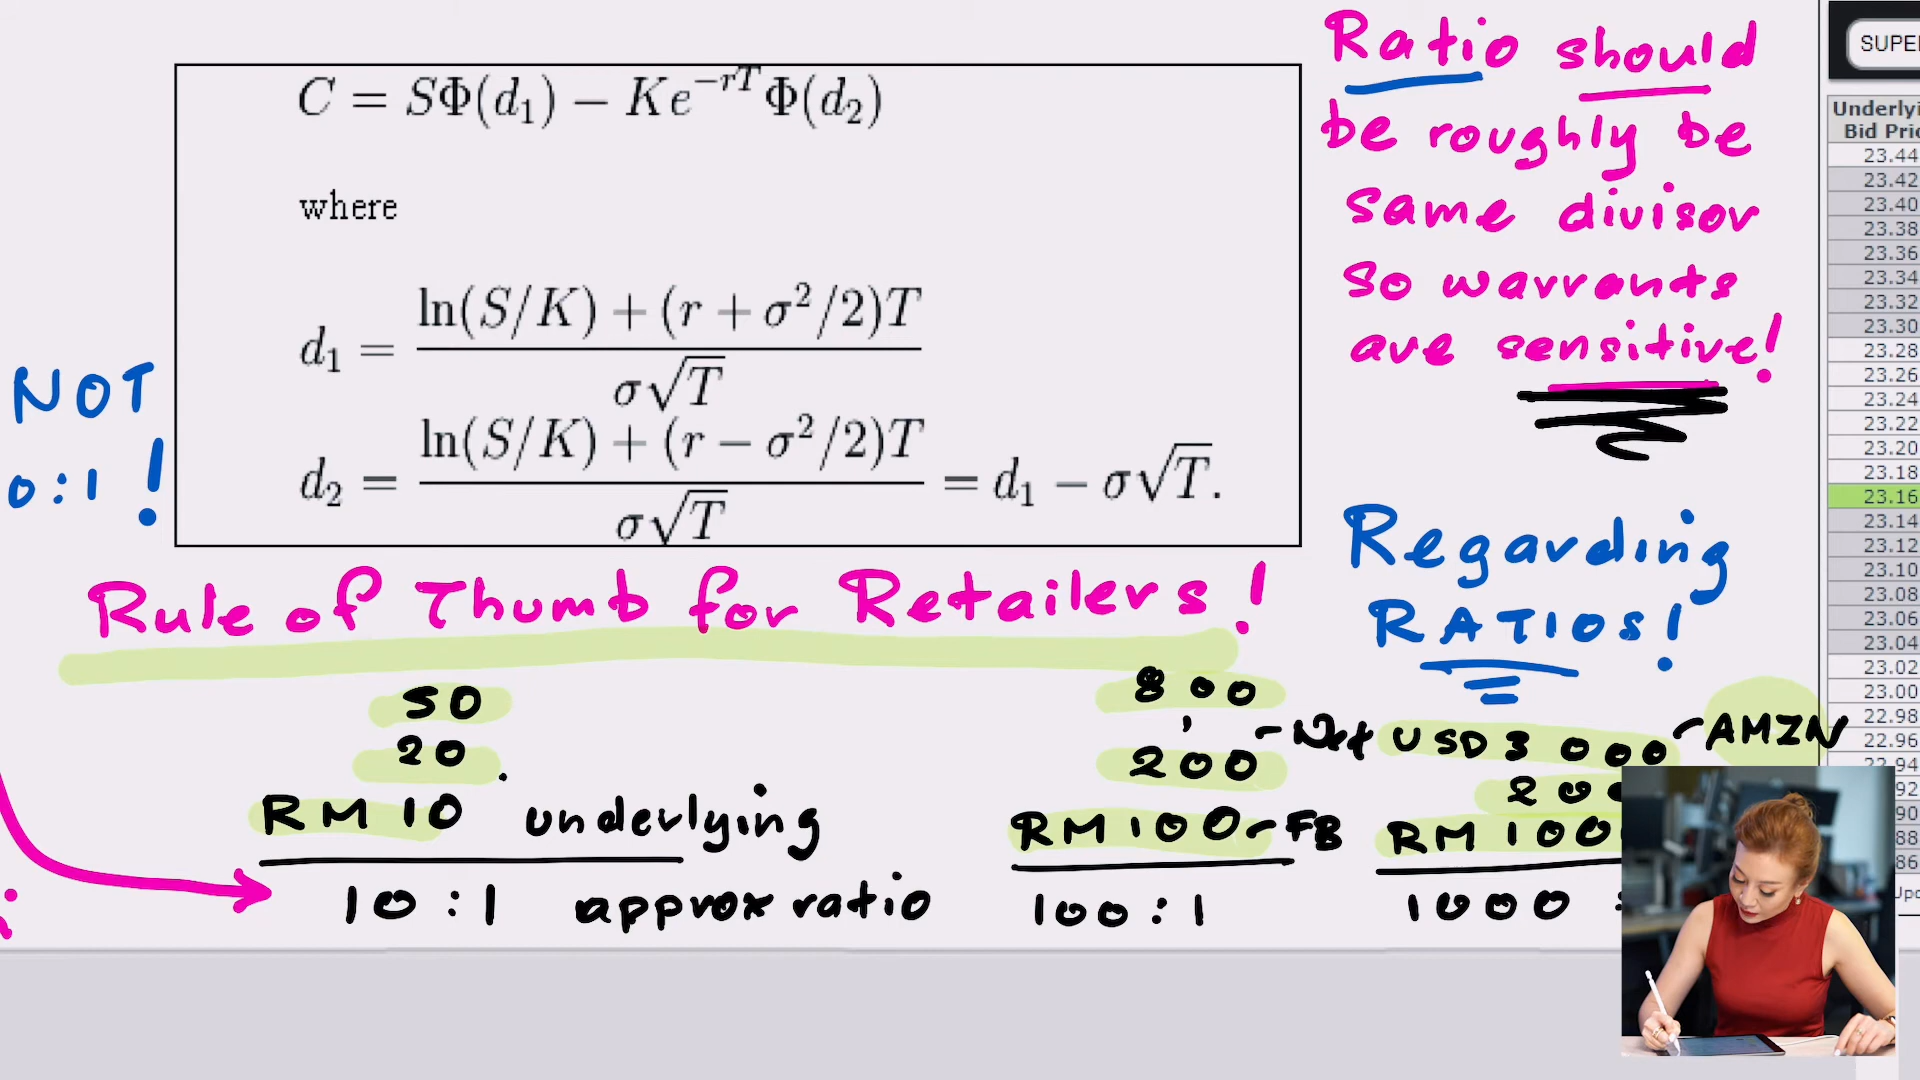 C = SΦ(d₁) − Ke^{−rT}Φ(d₂)
where
d₁ = (ln(S/K) + (r + σ²/2)T) / (σ√T)
d₂ = (ln(S/K) + (r − σ²/2)T) / (σ√T) = d₁ − σ√T.
NOT
0:1 !
Ratio should
be roughly be
same divisor
so warrants
are sensitive!
Regarding
RATIOS!
Rule of Thumb for Retailers!
50
20
RM 10 underlying
10:1 approx ratio
800
200
RM 100 - FB
100:1
USD 3000 - AMZN
RM 100
1000
Bid
23.44
23.42
23.40
23.38
23.36
23.34
23.32
23.30
23.28
23.26
23.24
23.22
23.20
23.18
23.16
23.14
23.12
23.10
23.08
23.06
23.04
23.02
23.00
22.98
22.96
22.94